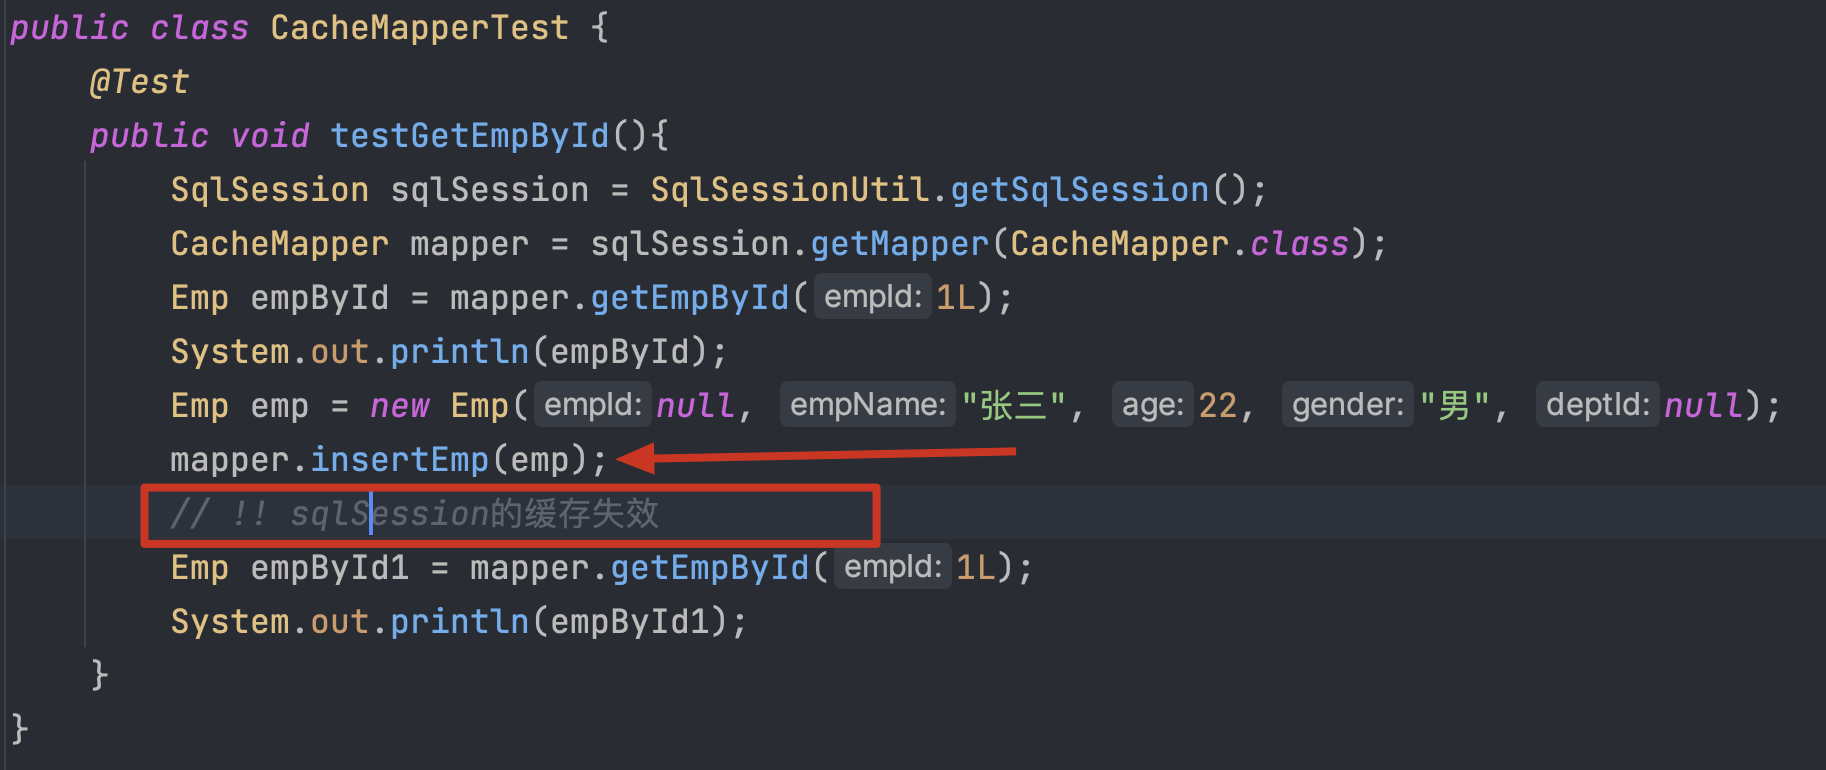 public class CacheMapperTest {
@Test
public void testGetEmpById(){
SqlSession sqlSession = SqlSessionUtil.getSqlSession();
CacheMapper mapper = sqlSession.getMapper(CacheMapper.class);
Emp empById = mapper.getEmpById( empId: 1L);
System.out.println(empById);
Emp emp = new Emp( empId: null, empName: "张三", age: 22, gender: "男", deptId: null);
mapper.insertEmp(emp);
// !! sqlSession的缓存失效
Emp empById1 = mapper.getEmpById( empId: 1L);
System.out.println(empById1);
}
}